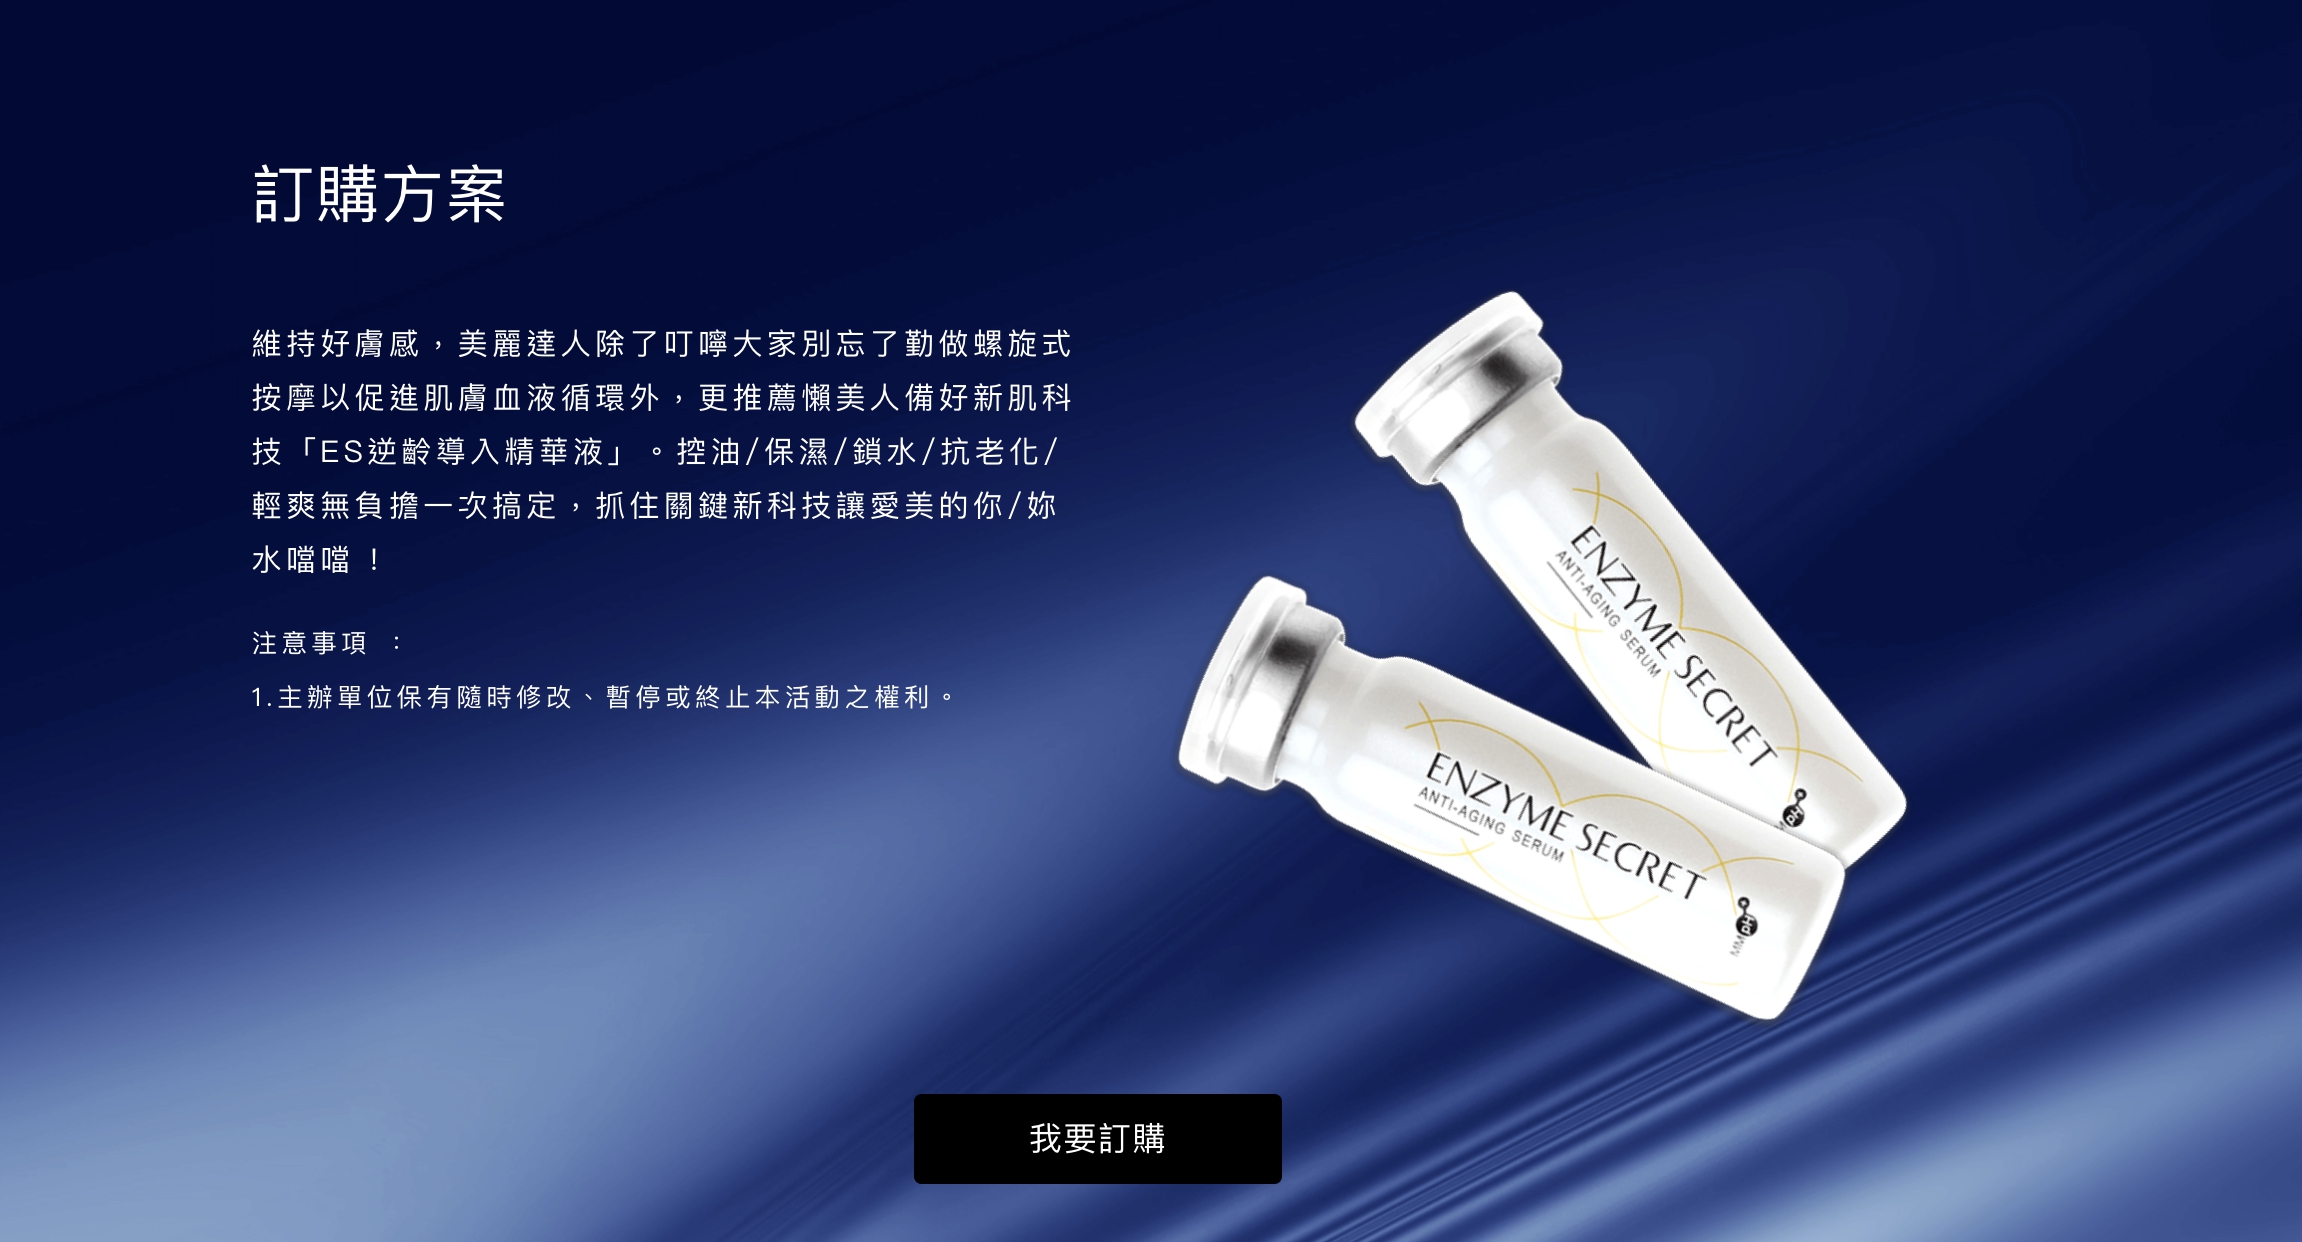 訂購方案
維持好膚感，美麗達人除了叮嚀大家別忘了勤做螺旋式
按摩以促進肌膚血液循環外，更推薦懶美人備好新肌科
技「ES逆齡導入精華液」。控油/保濕/鎖水/抗老化/
輕爽無負擔一次搞定，抓住關鍵新科技讓愛美的你/妳
水噹噹！
注意事項 ：
1.主辦單位保有隨時修改、暫停或終止本活動之權利。
ENZYME SECRET
ANTI-AGING SERUM
pH
ENZYME SECRET
ANTI-AGING SERUM
MMpH
我要訂購